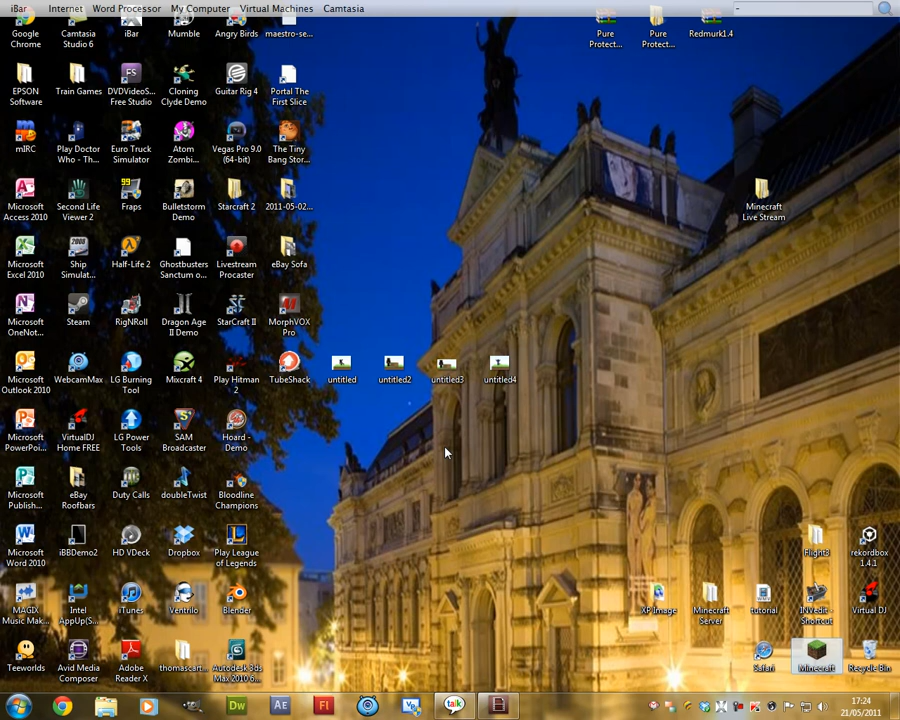 iBar Internet Word Processor My Computer Virtual Machines Camtasia
Google Chrome
Camtasia Studio 6
iBar
Mumble
Angry Birds
maestro-se...
Pure Protect...
Pure Protect...
Redmurk1.4
EPSON Software
Train Games
DVDVideoS... Free Studio
Cloning Clyde Demo
Guitar Rig 4
Portal The First Slice
mIRC
Play Doctor Who - Th...
Euro Truck Simulator
Atom Zombi...
Vegas Pro 9.0 (64-bit)
The Tiny Bang Stor...
Microsoft Access 2010
Second Life Viewer 2
99
Fraps
Bulletstorm Demo
Starcraft 2
2011-05-02...
Minecraft Live Stream
Microsoft Excel 2010
Ship Simulat...
Half-Life 2
Ghostbusters Sanctum o...
Livestream Procaster
eBay Sofa
Microsoft OneNot...
Steam
RigNRoll
Dragon Age II Demo
StarCraft II
MorphVOX Pro
Microsoft Outlook 2010
WebcamMax
LG Burning Tool
Mixcraft 4
Play Hitman 2
TubeShack
untitled
untitled2
untitled3
untitled4
Microsoft PowerPoi...
VirtualDJ Home FREE
LG Power Tools
SAM Broadcaster
Hoard - Demo
Microsoft Publish...
eBay Roofbars
Duty Calls
doubleTwist
Bloodline Champions
Microsoft Word 2010
iBBDemo2
HD VDeck
Dropbox
Play League of Legends
Flight3
rekordbox 1.4.1
MAGIX Music Mak...
Intel AppUp(S...
iTunes
Ventrilo
Blender
XP Image
Minecraft Server
tutorial
INVedit - Shortcut
Virtual DJ
Teeworlds
Avid Media Composer
Adobe Reader X
thomascart...
Autodesk 3ds Max 2010 6...
Safari
Minecraft
Recycle Bin
Dw Ae Fl talk
17:24
21/05/2011